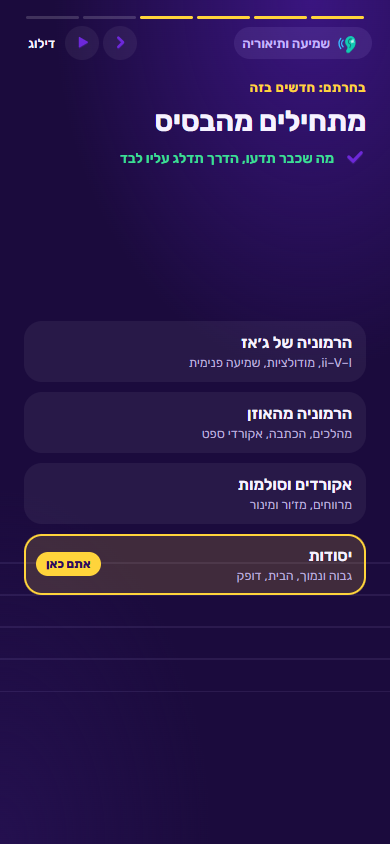 שמיעה ותיאוריה
דילוג
בחרתם: חדשים בזה
מתחילים מהבסיס
מה שכבר תדעו, הדרך תדלג עליו לבד
הרמוניה של ג׳אז
ii–V–I, מודולציות, שמיעה פנימית
הרמוניה מהאוזן
מהלכים, הכתבה, אקורדי ספט
אקורדים וסולמות
מרווחים, מז׳ור ומינור
יסודות
גבוה ונמוך, הבית, דופק
אתם כאן